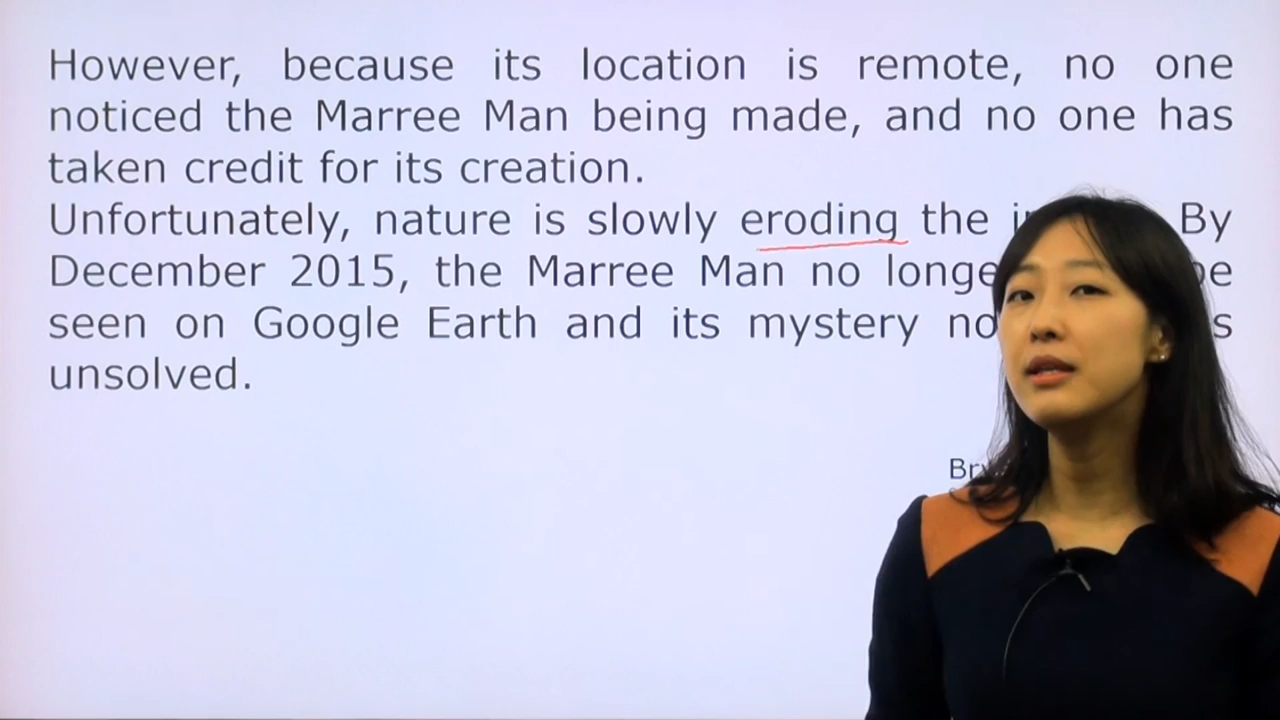 However, because its location is remote, no one
noticed the Marree Man being made, and no one has
taken credit for its creation.
Unfortunately, nature is slowly eroding the By
December 2015, the Marree Man no be
seen on Google Earth and its mystery
unsolved.